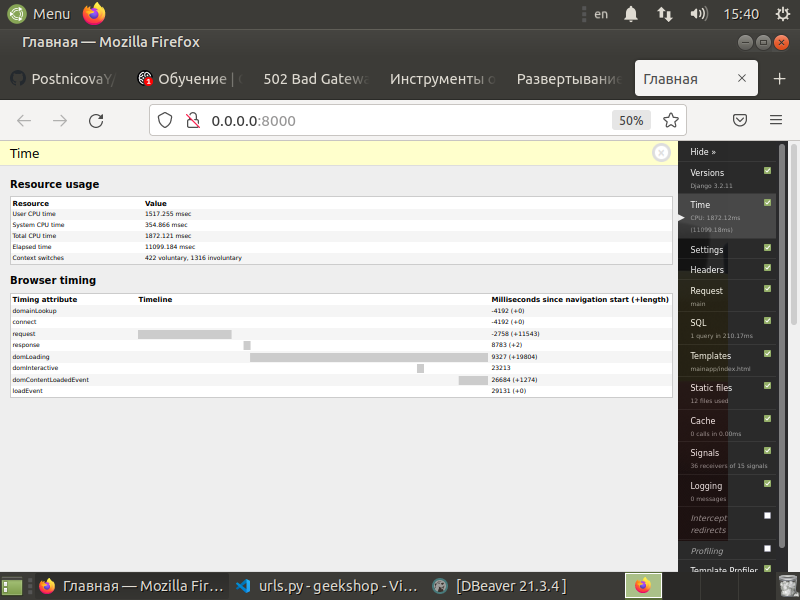 Menu en 15:40
Главная — Mozilla Firefox
PostnicovaY/ Обучение | 502 Bad Gatewa Инструменты о Развертывание Главная
0.0.0.0:8000 50%
Time
Hide »
Versions
Django 3.2.11
Time
CPU: 1872.12ms
(11099.18ms)
Settings
Headers
Request
main
SQL
1 query in 210.17ms
Templates
mainapp/index.html
Static files
12 files used
Cache
0 calls in 0.00ms
Signals
36 receivers of 15 signals
Logging
0 messages
Intercept
redirects
Profiling
Template Profiler
Resource usage
Resource Value
User CPU time 1517.255 msec
System CPU time 354.866 msec
Total CPU time 1872.121 msec
Elapsed time 11099.184 msec
Context switches 422 voluntary, 1316 involuntary
Browser timing
Timing attribute Timeline Milliseconds since navigation start (+length)
domainLookup -4192 (+0)
connect -4192 (+0)
request -2758 (+11543)
response 8783 (+2)
domLoading 9327 (+19804)
domInteractive 23213
domContentLoadedEvent 26684 (+1274)
loadEvent 29131 (+0)
Главная — Mozilla Fir... urls.py - geekshop - Vi... [DBeaver 21.3.4 ]